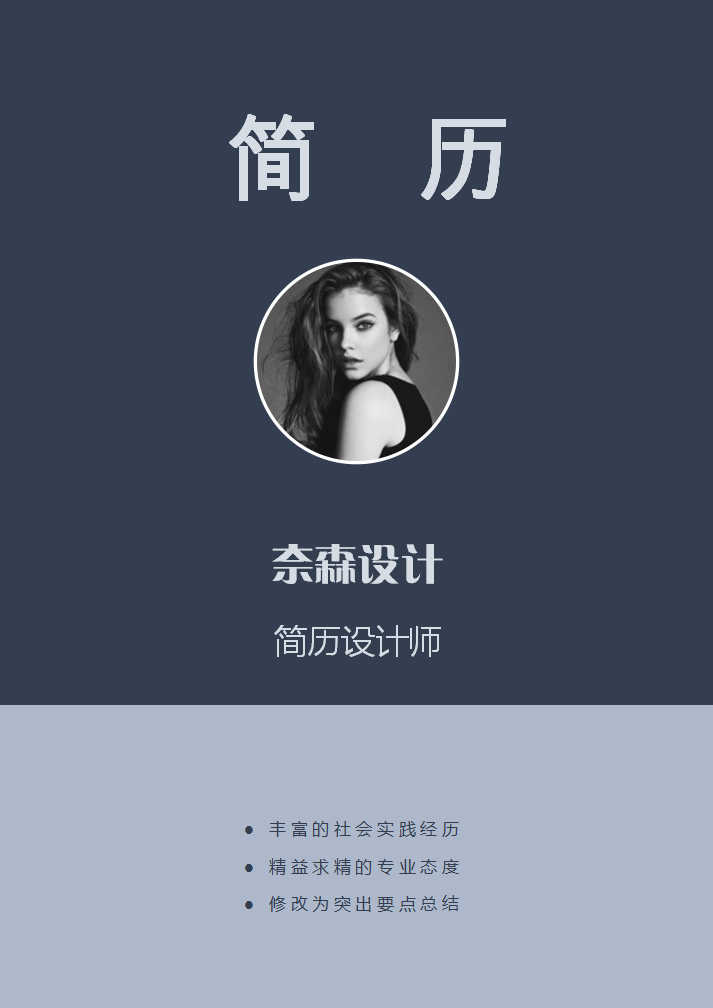 简 历
奈森设计
简历设计师
● 丰富的社会实践经历
● 精益求精的专业态度
● 修改为突出要点总结